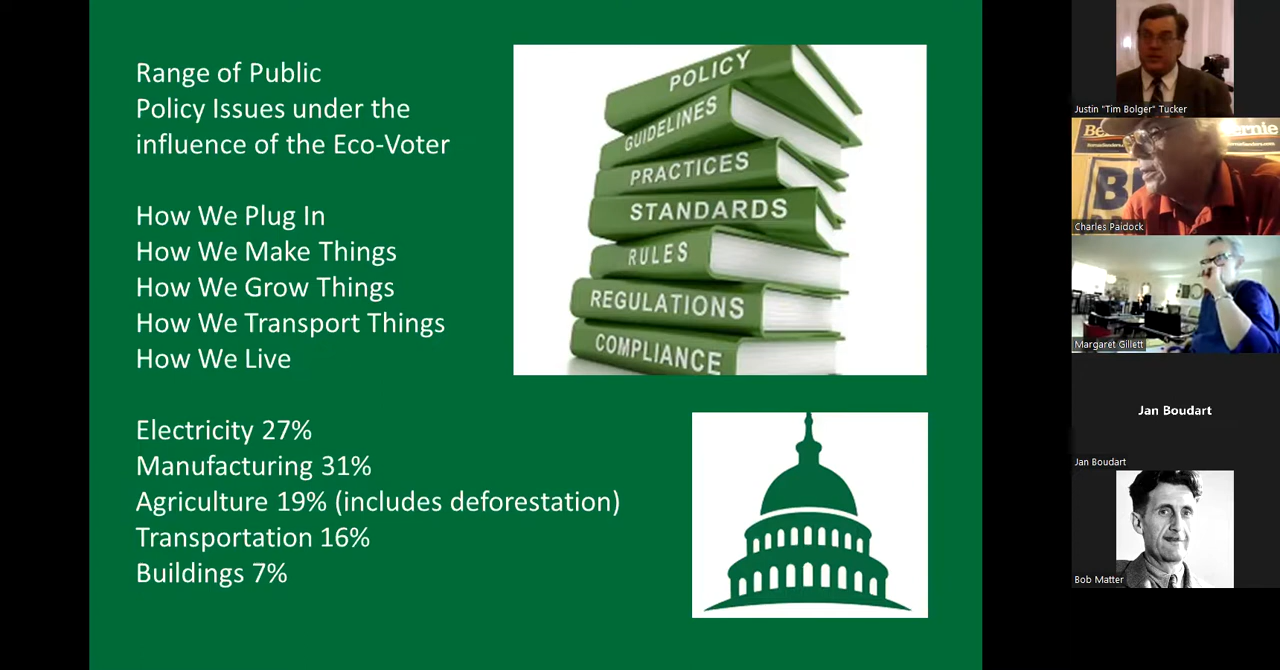 Range of Public
Policy Issues under the
influence of the Eco-Voter
How We Plug In
How We Make Things
How We Grow Things
How We Transport Things
How We Live
Electricity 27%
Manufacturing 31%
Agriculture 19% (includes deforestation)
Transportation 16%
Buildings 7%
POLICY
GUIDELINES
PRACTICES
STANDARDS
RULES
REGULATIONS
COMPLIANCE
Justin "Tim Bolger" Tucker
Charles Paidock
Margaret Gillett
Jan Boudart
Jan Boudart
Bob Matter